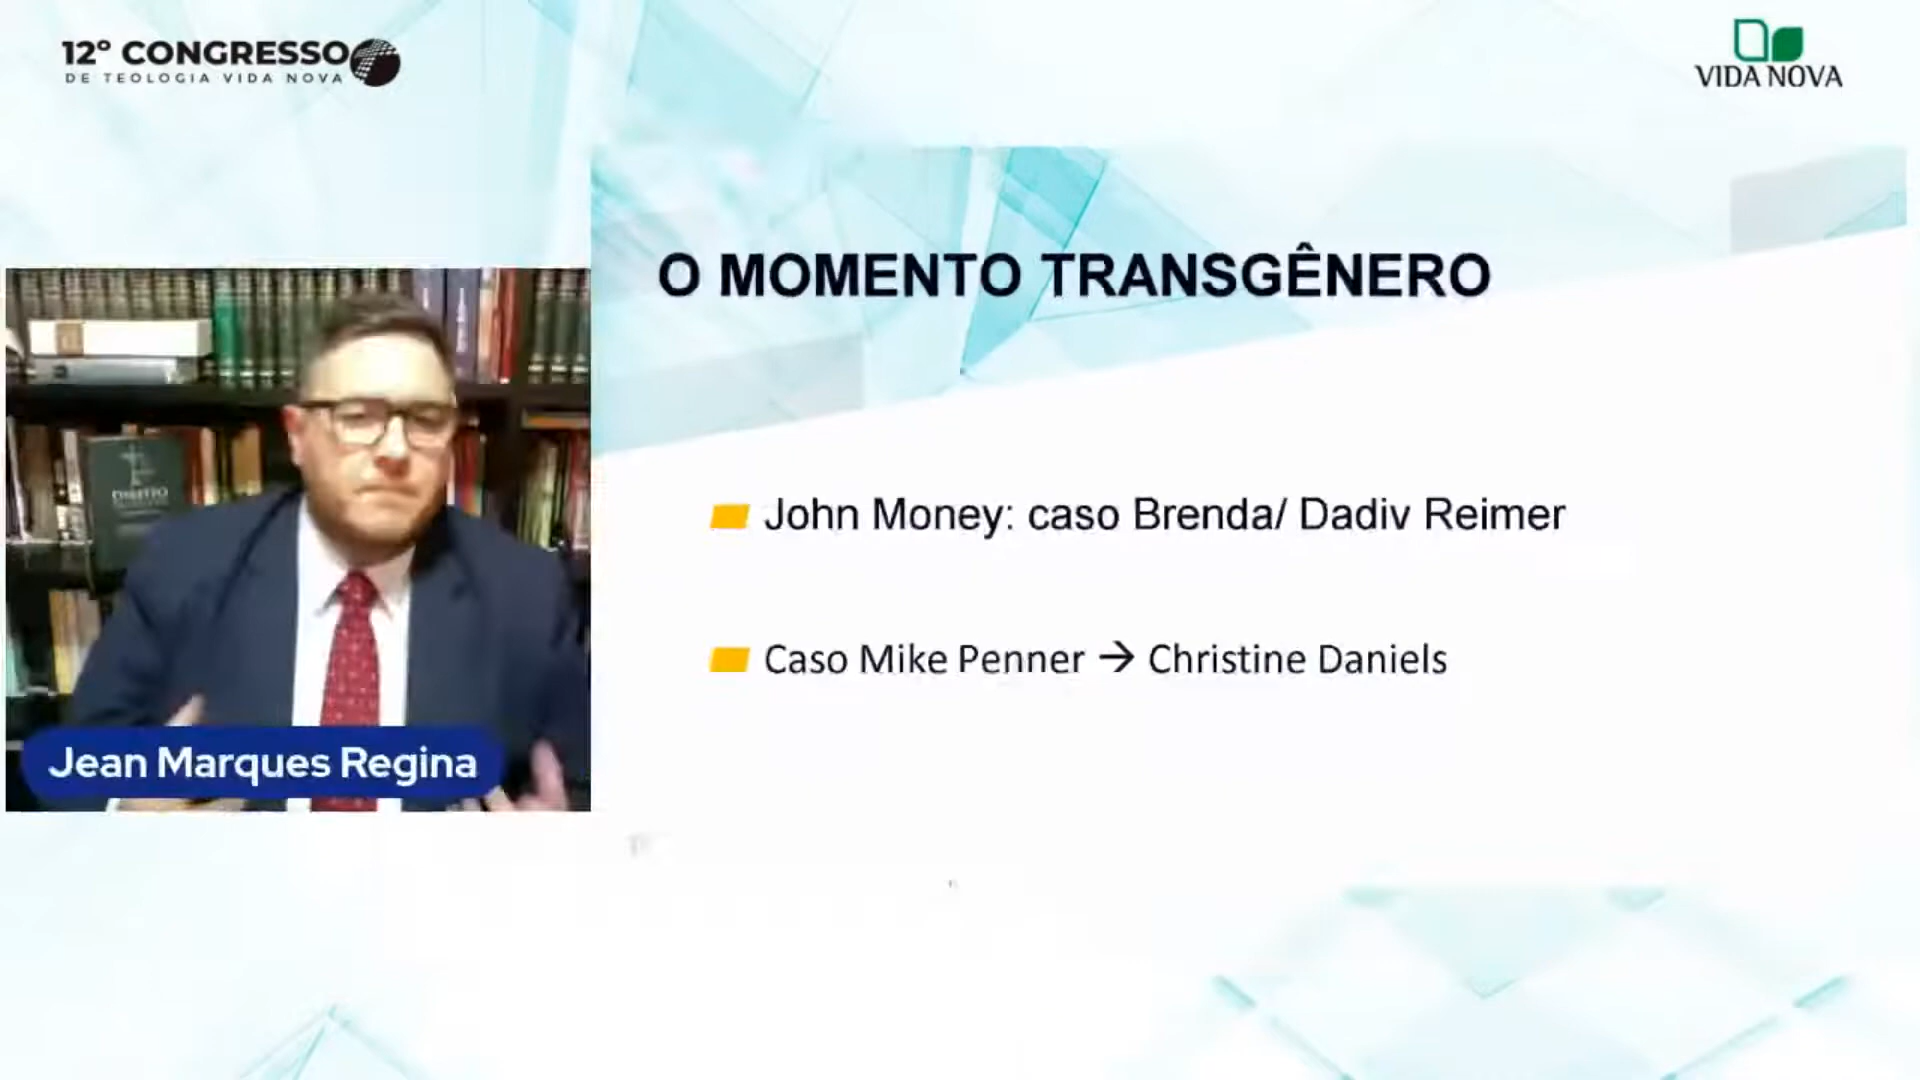 12º CONGRESSO
DE TEOLOGIA VIDA NOVA
VIDA NOVA
O MOMENTO TRANSGÊNERO
John Money: caso Brenda/ Dadiv Reimer
Caso Mike Penner → Christine Daniels
DIREITO
Jean Marques Regina